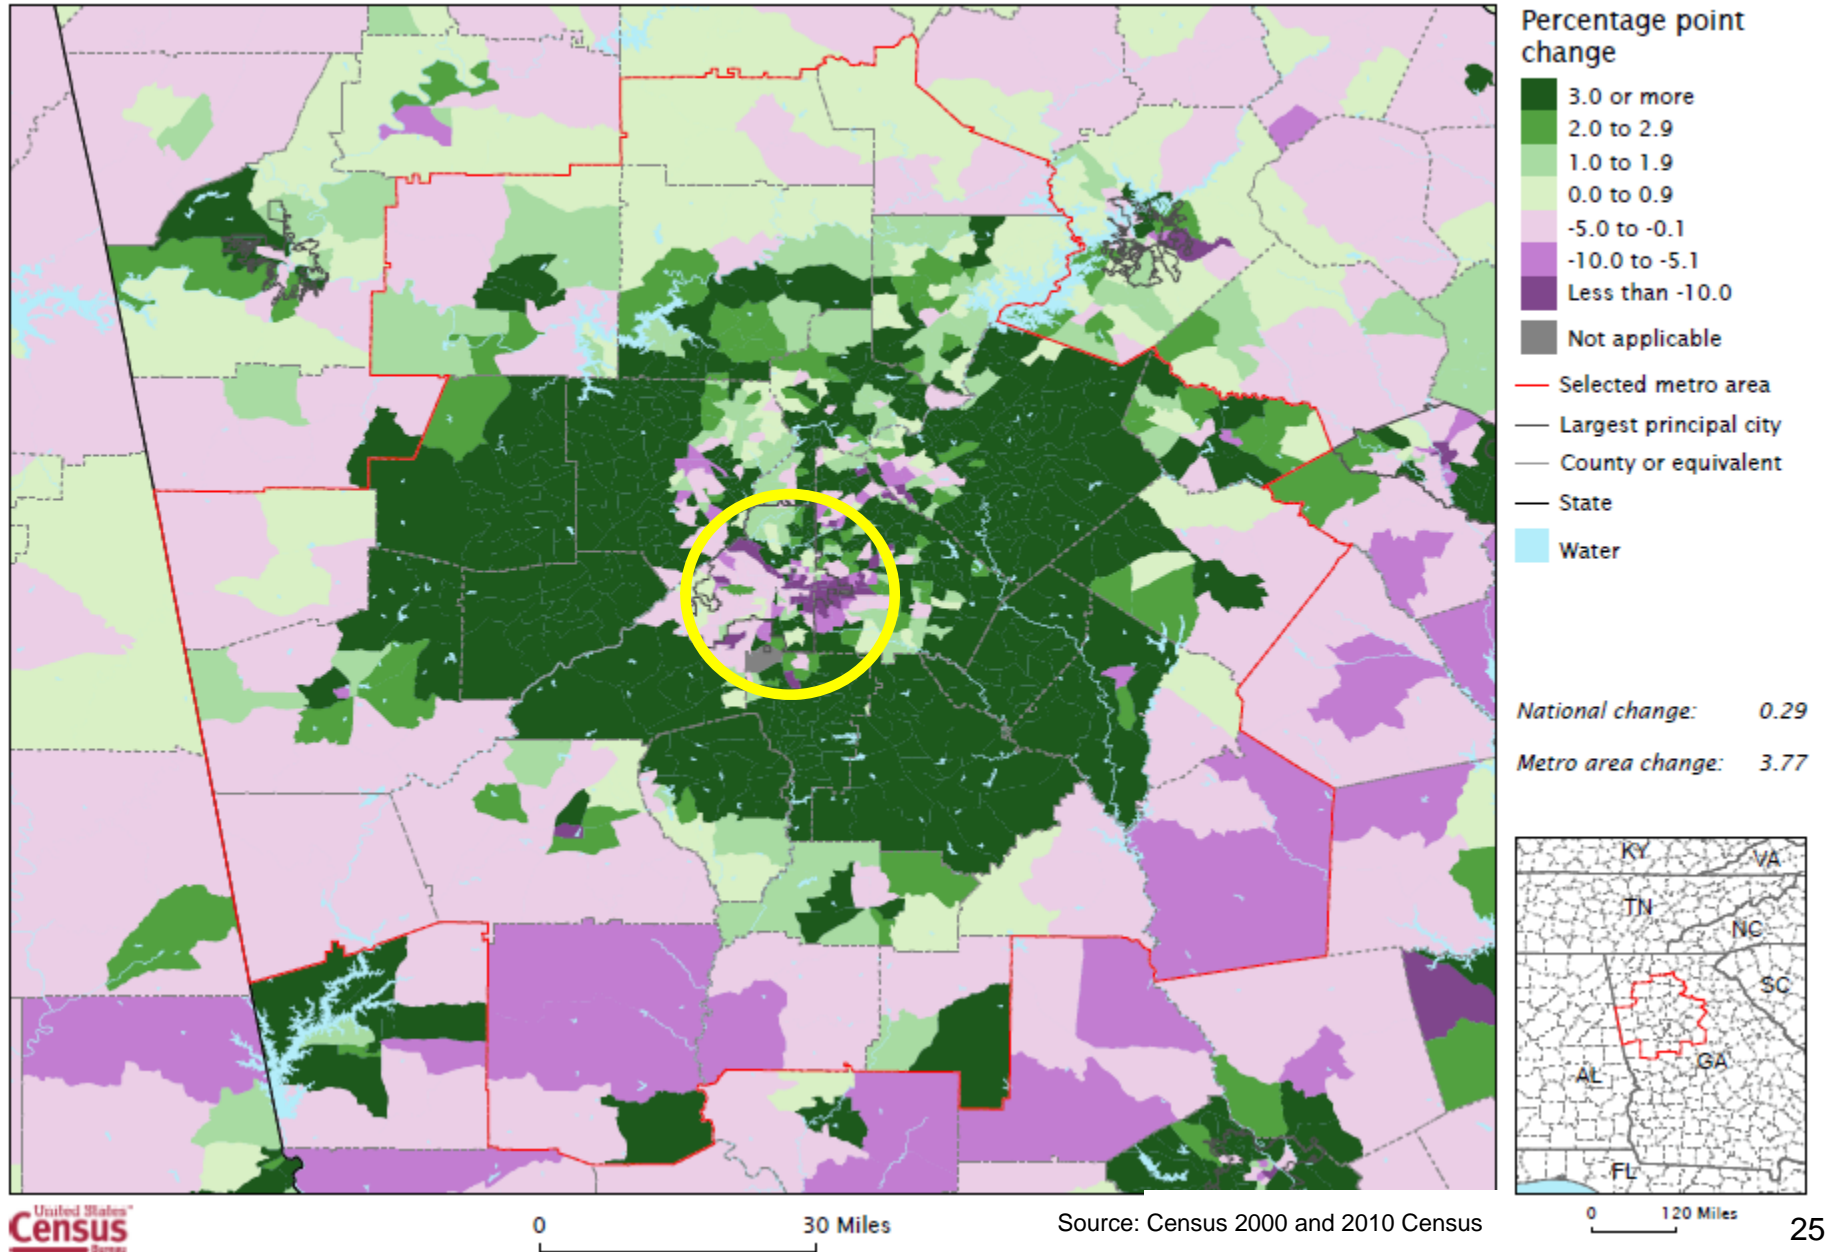 Percentage point
change
3.0 or more
2.0 to 2.9
1.0 to 1.9
0.0 to 0.9
-5.0 to -0.1
-10.0 to -5.1
Less than -10.0
Not applicable
Selected metro area
Largest principal city
County or equivalent
State
Water
National change: 0.29
Metro area change: 3.77
KY
VA
TN
NC
SC
AL
GA
FL
United States
Census
Bureau
0 30 Miles
Source: Census 2000 and 2010 Census
0 120 Miles
25